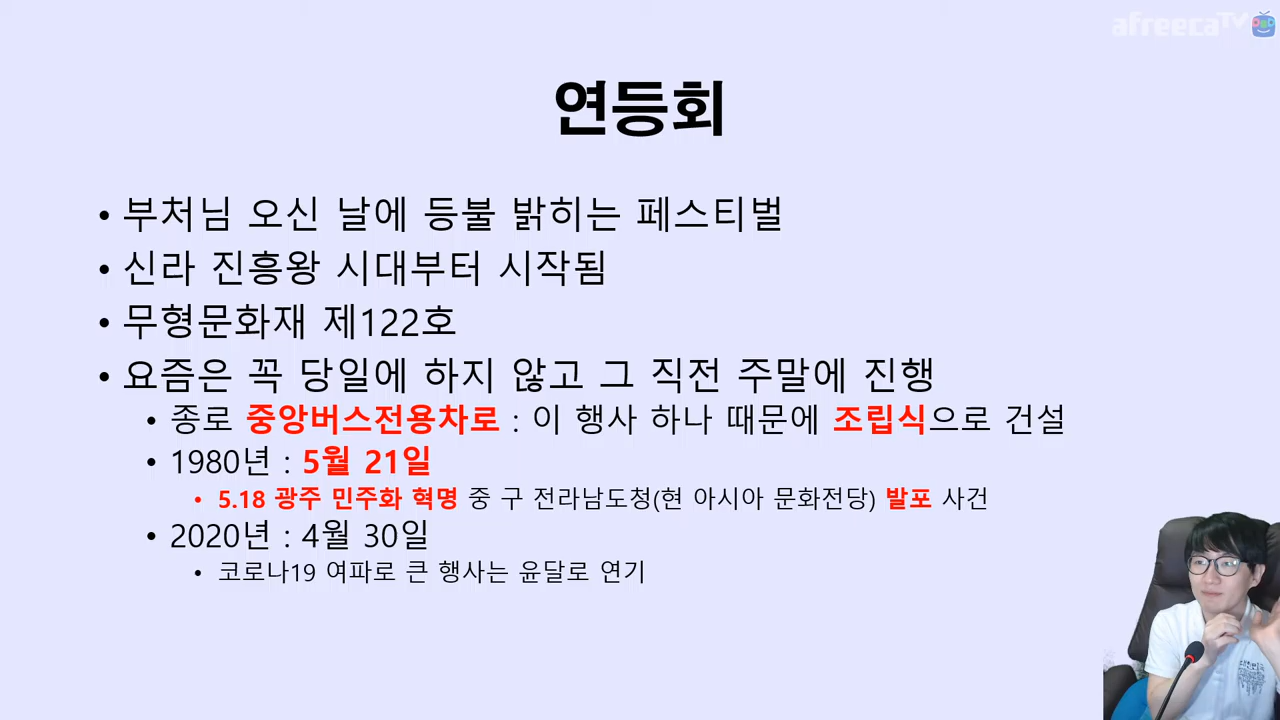 afreecaTV
연등회
• 부처님 오신 날에 등불 밝히는 페스티벌
• 신라 진흥왕 시대부터 시작됨
• 무형문화재 제122호
• 요즘은 꼭 당일에 하지 않고 그 직전 주말에 진행
• 종로 중앙버스전용차로 : 이 행사 하나 때문에 조립식으로 건설
• 1980년 : 5월 21일
• 5.18 광주 민주화 혁명 중 구 전라남도청(현 아시아 문화전당) 발포 사건
• 2020년 : 4월 30일
• 코로나19 여파로 큰 행사는 윤달로 연기